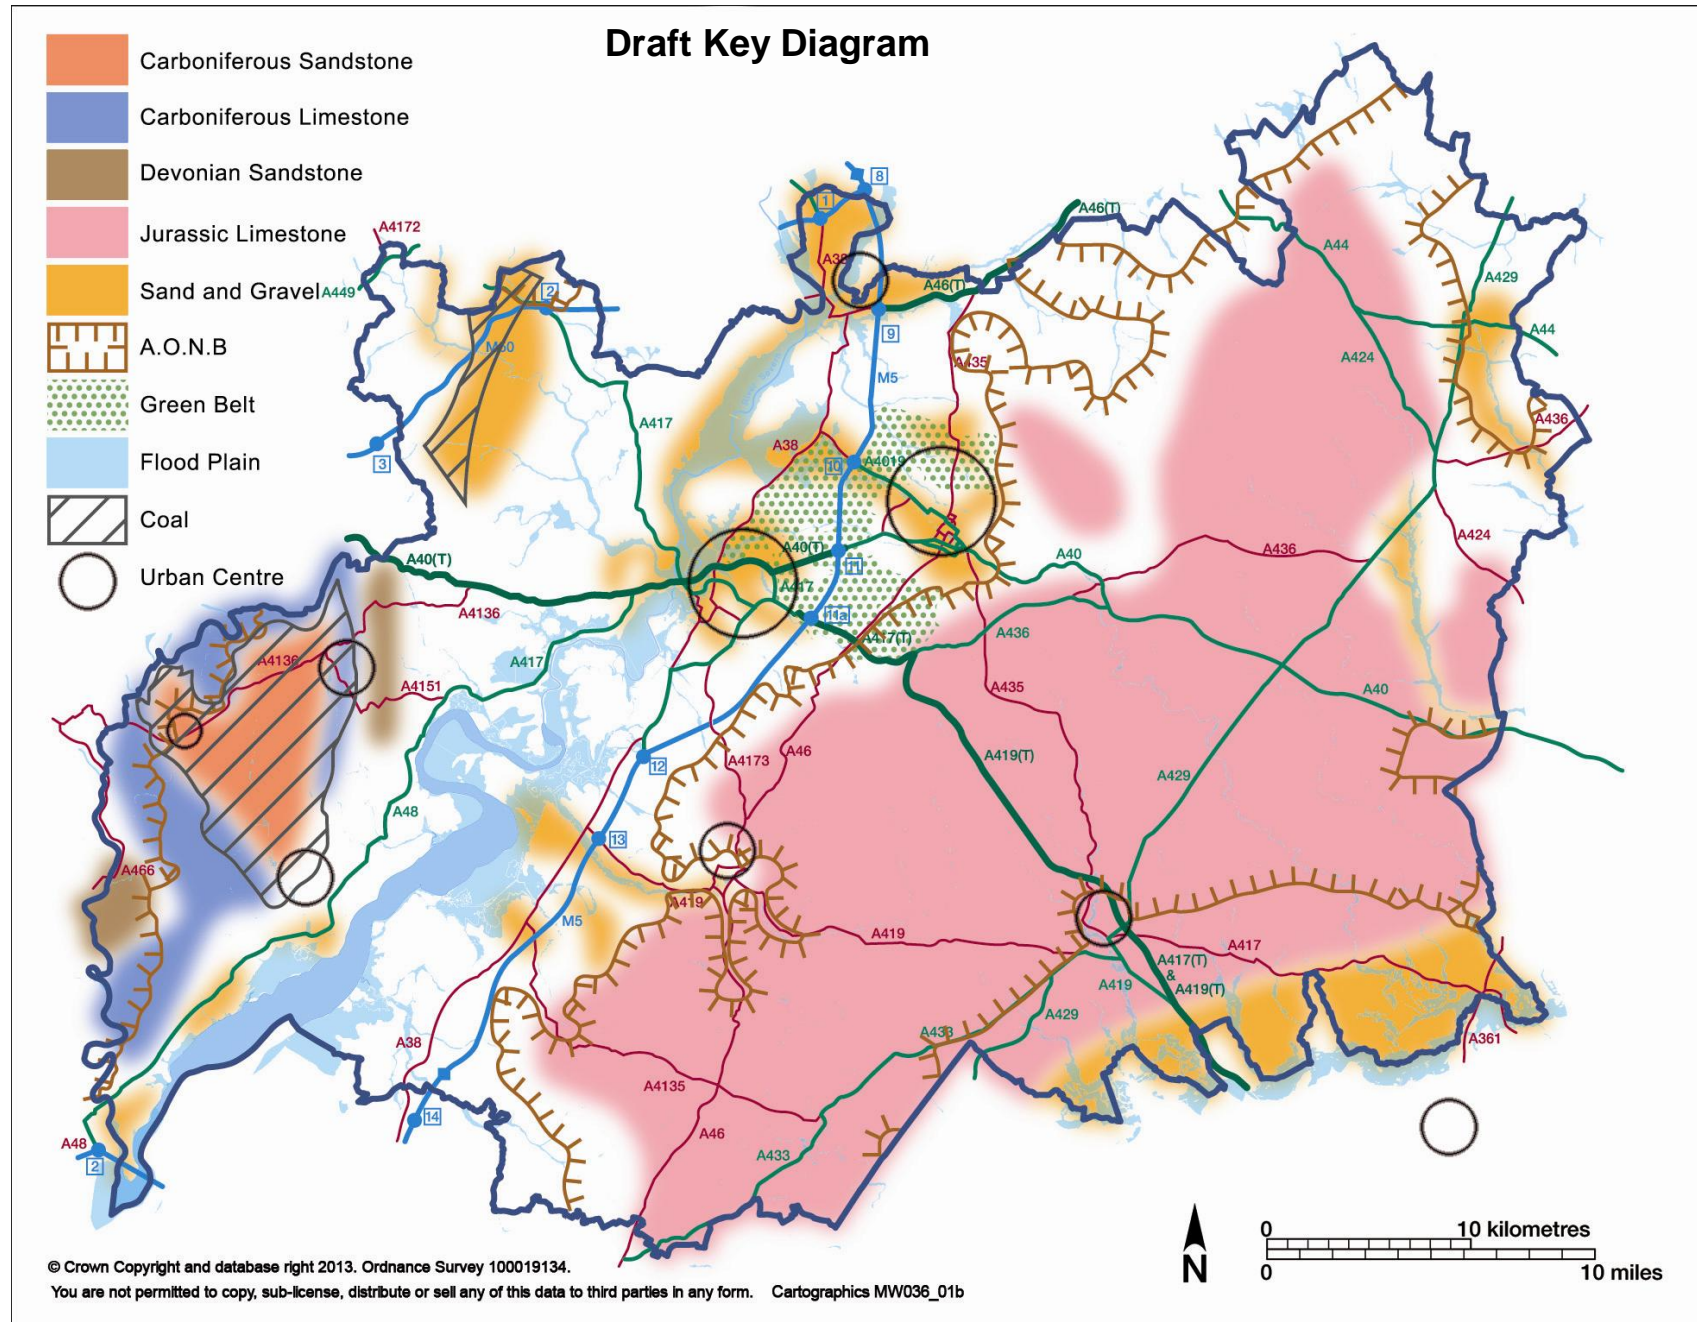 Draft Key Diagram
Carboniferous Sandstone
Carboniferous Limestone
Devonian Sandstone
Jurassic Limestone
Sand and Gravel
A.O.N.B
Green Belt
Flood Plain
Coal
Urban Centre
A4172
A449
2
M50
3
A417
1
8
A38
A46(T)
A46(T)
9
M5
A435
A44
A429
A44
A424
A436
A424
A38
10
A4019
A40(T)
11
A417
11a
A417(T)
A40
A436
A436
A40(T)
A4136
A4136
A4151
A417
A435
A40
A419(T)
A429
A4173
A46
12
A48
13
A466
M5
A419
A419
A417
A417(T)
&
A419(T)
A419
A429
A433
A361
A38
A4135
14
A46
A433
A48
2
N
0 10 kilometres
0 10 miles
© Crown Copyright and database right 2013. Ordnance Survey 100019134.
You are not permitted to copy, sub-license, distribute or sell any of this data to third parties in any form. Cartographics MW036_01b